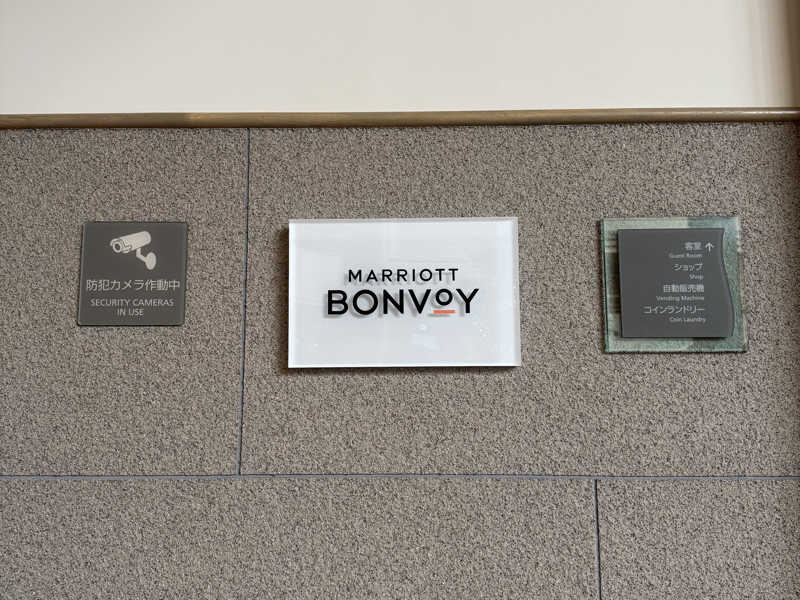 防犯カメラ作動中
SECURITY CAMERAS
IN USE
MARRIOTT
BONVOY
客室 ↑
Guest Room
ショップ
Shop
自動販売機
Vending Machine
コインランドリー
Coin Laundry